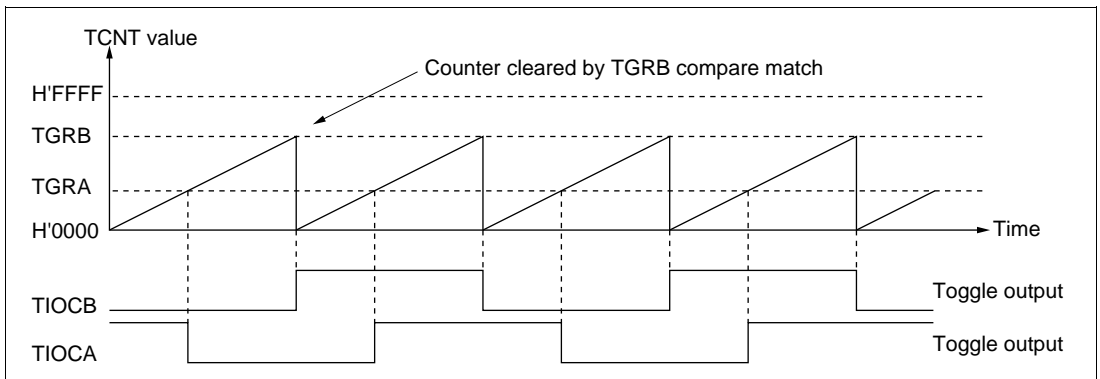 TCNT value
Counter cleared by TGRB compare match
H'FFFF
TGRB
TGRA
H'0000
Time
TIOCB
Toggle output
TIOCA
Toggle output